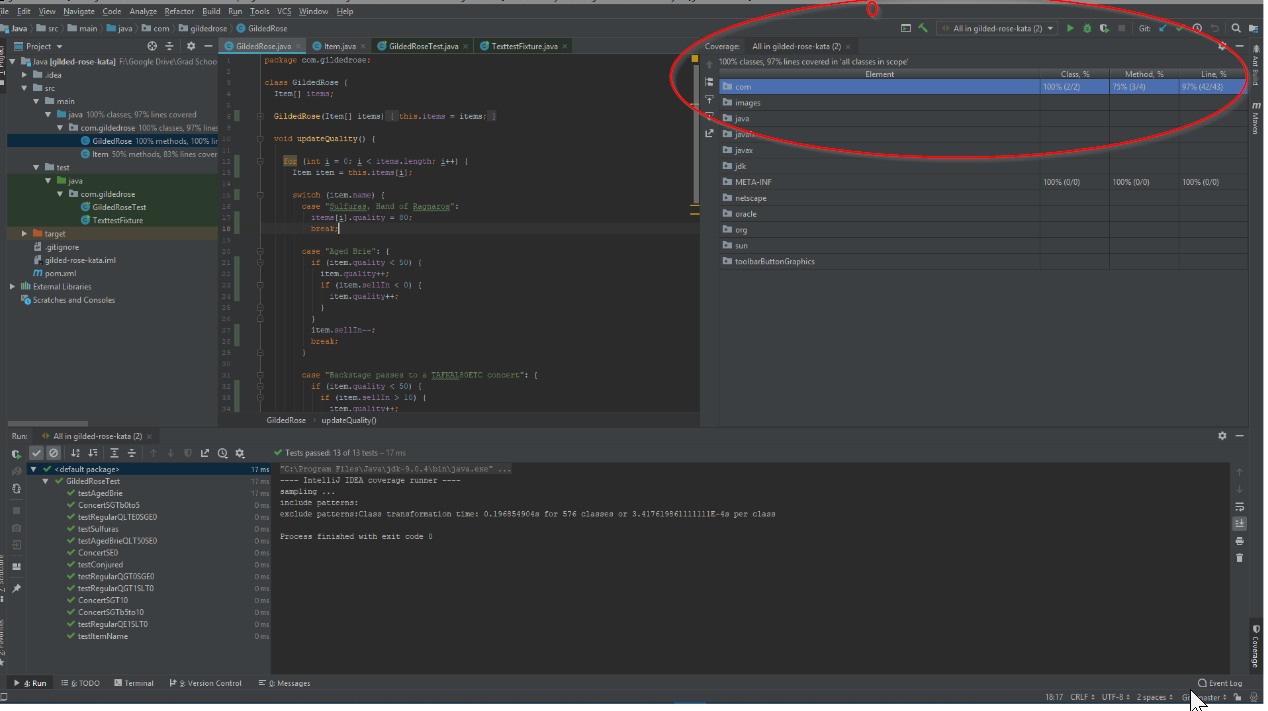 File Edit View Navigate Code Analyze Refactor Build Run Tools VCS Window Help
Java src main java com gildedrose GildedRose
All in gilded-rose-kata (2) Git:
Project
GildedRose.java Item.java GildedRoseTest.java TexttestFixture.java
Java [gilded-rose-kata] F:\Google Drive\Grad Schoo
.idea
src
main
java 100% classes, 97% lines covered
com.gildedrose 100% classes, 97% lines
GildedRose 100% methods, 100% lin
Item 50% methods, 83% lines cover
test
java
com.gildedrose
GildedRoseTest
TexttestFixture
target
.gitignore
gilded-rose-kata.iml
pom.xml
External Libraries
Scratches and Consoles
package com.gildedrose;
class GildedRose {
Item[] items;
GildedRose(Item[] items) { this.items = items; }
void updateQuality() {
for (int i = 0; i < items.length; i++) {
Item item = this.items[i];
switch (item.name) {
case "Sulfuras, Hand of Ragnaros":
items[i].quality = 80;
break;
case "Aged Brie": {
if (item.quality < 50) {
item.quality++;
if (item.sellIn < 0) {
item.quality++;
}
}
item.sellIn--;
break;
}
case "Backstage passes to a TAFKAL80ETC concert": {
if (item.quality < 50) {
if (item.sellIn > 10) {
item.quality++;
GildedRose updateQuality()
Coverage: All in gilded-rose-kata (2)
100% classes, 97% lines covered in 'all classes in scope'
Element Class, % Method, % Line, %
com 100% (2/2) 75% (3/4) 97% (42/43)
images
java
javax
jdk
META-INF 100% (0/0) 100% (0/0) 100% (0/0)
netscape
oracle
org
sun
toolbarButtonGraphics
Ant Build
Maven
Coverage
Run: All in gilded-rose-kata (2)
Tests passed: 13 of 13 tests – 17 ms
<default package> 17 ms
GildedRoseTest 17 ms
testAgedBrie 17 ms
ConcertSGTb0to5 0 ms
testRegularQLTE0SGE0 0 ms
testSulfuras 0 ms
testAgedBrieQLT50SE0 0 ms
ConcertSE0 0 ms
testConjured 0 ms
testRegularQGT0SGE0 0 ms
testRegularQGT1SLT0 0 ms
ConcertSGT10 0 ms
ConcertSGTb5to10 0 ms
testRegularQE1SLT0 0 ms
testItemName 0 ms
"C:\Program Files\Java\jdk-9.0.4\bin\java.exe" ...
---- IntelliJ IDEA coverage runner ----
sampling ...
include patterns:
exclude patterns:Class transformation time: 0.196854904s for 576 classes or 3.417619861111111E-4s per class
Process finished with exit code 0
4: Run 6: TODO Terminal 9: Version Control 0: Messages Event Log
18:17 CRLF UTF-8 2 spaces Git: master